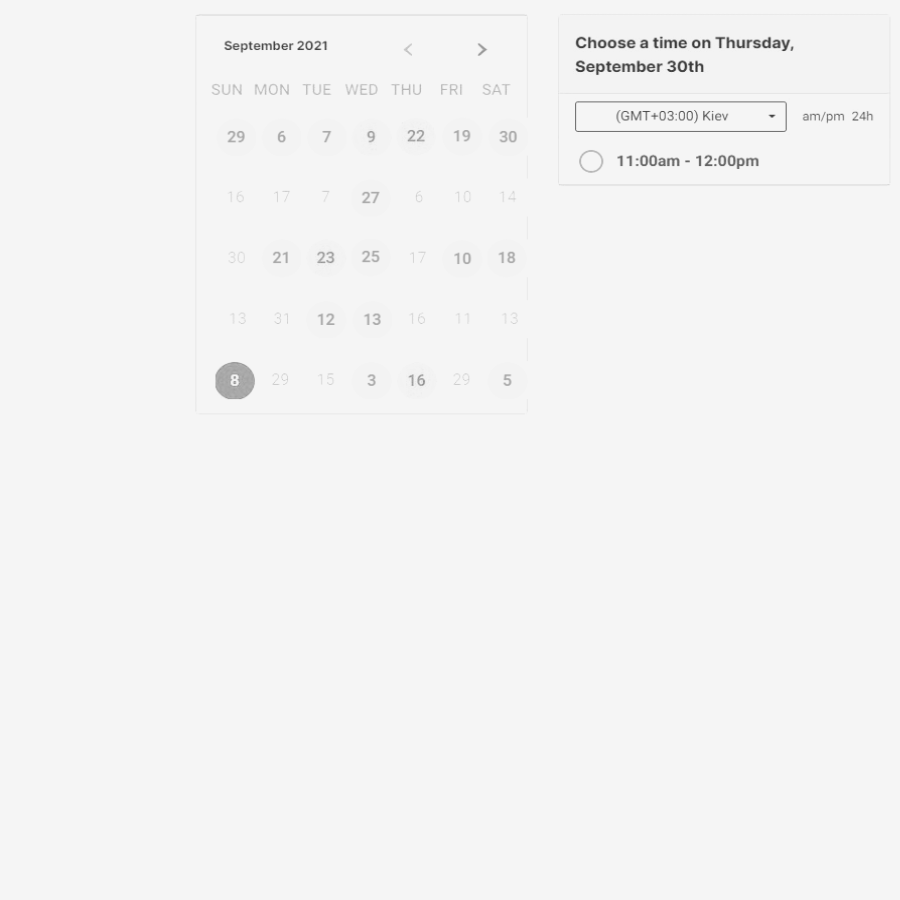 September 2021
SUN MON TUE WED THU FRI SAT
29 6 7 9 22 19 30
16 17 7 27 6 10 14
30 21 23 25 17 10 18
13 31 12 13 16 11 13
8 29 15 3 16 29 5
Choose a time on Thursday,
September 30th
(GMT+03:00) Kiev am/pm 24h
11:00am - 12:00pm